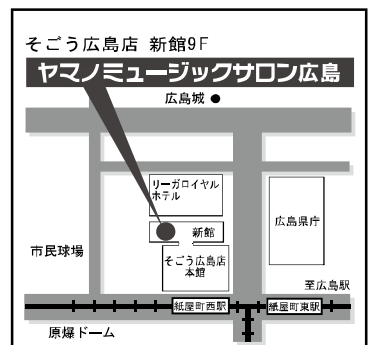 そごう広島店 新館9F
ヤマノミュージックサロン広島
広島城
リーガロイヤル
ホテル
広島県庁
新館
市民球場
そごう広島店
本館
至広島駅
紙屋町西駅
紙屋町東駅
原爆ドーム